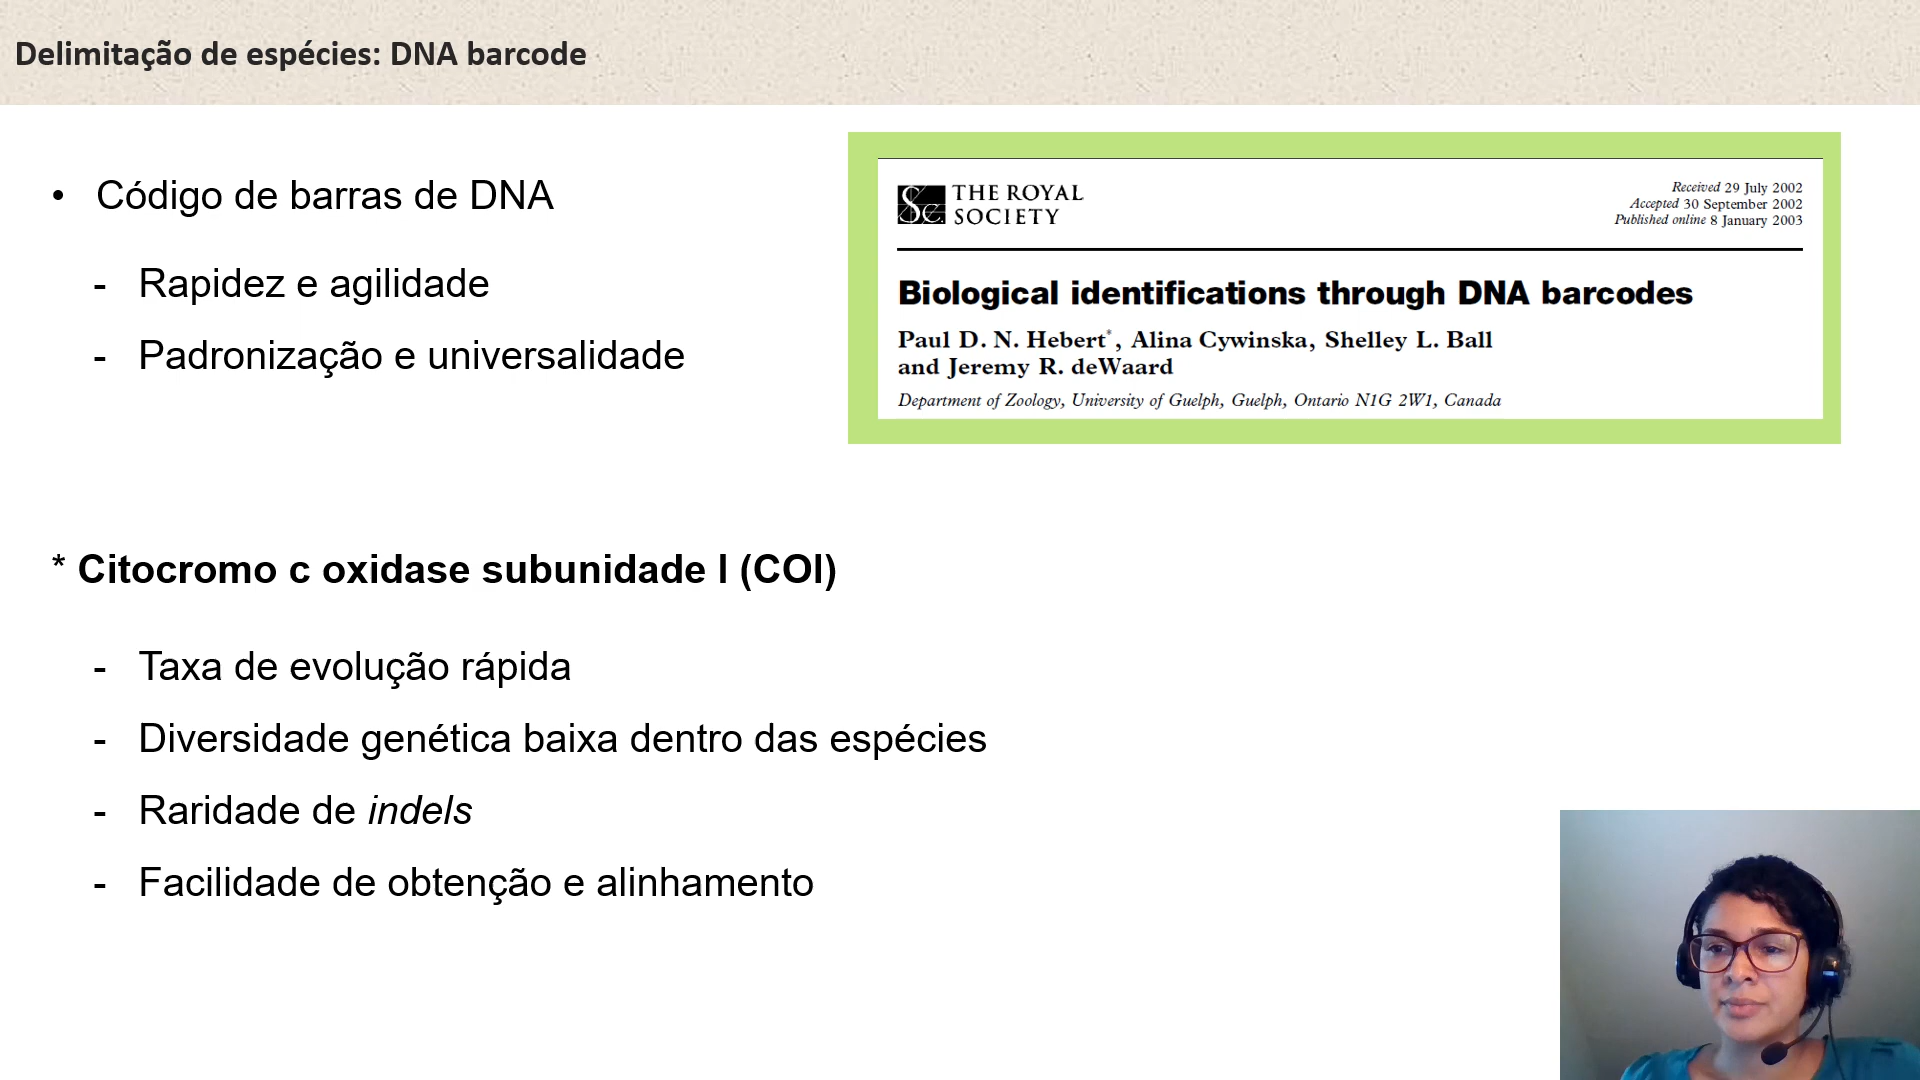 Delimitação de espécies: DNA barcode
• Código de barras de DNA
- Rapidez e agilidade
- Padronização e universalidade
THE ROYAL
SOCIETY
Received 29 July 2002
Accepted 30 September 2002
Published online 8 January 2003
Biological identifications through DNA barcodes
Paul D. N. Hebert*, Alina Cywinska, Shelley L. Ball
and Jeremy R. deWaard
Department of Zoology, University of Guelph, Guelph, Ontario N1G 2W1, Canada
* Citocromo c oxidase subunidade I (COI)
- Taxa de evolução rápida
- Diversidade genética baixa dentro das espécies
- Raridade de indels
- Facilidade de obtenção e alinhamento